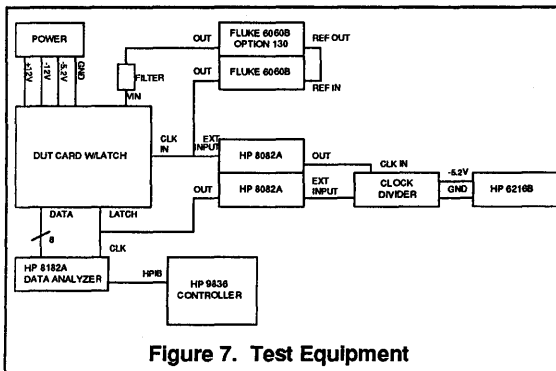 POWER
+12V
-12V
-5.2V
GND
FILTER
VIN
OUT
FLUKE 6060B
OPTION 130
REF OUT
OUT
FLUKE 6060B
REF IN
DUT CARD W/LATCH
CLK
IN
EXT
INPUT
HP 8082A
OUT
CLK IN
OUT
HP 8082A
EXT
INPUT
CLOCK
DIVIDER
-5.2V
GND
HP 6216B
DATA
LATCH
8
CLK
HP 8182A
DATA ANALYZER
HPIB
HP 9836
CONTROLLER
Figure 7. Test Equipment